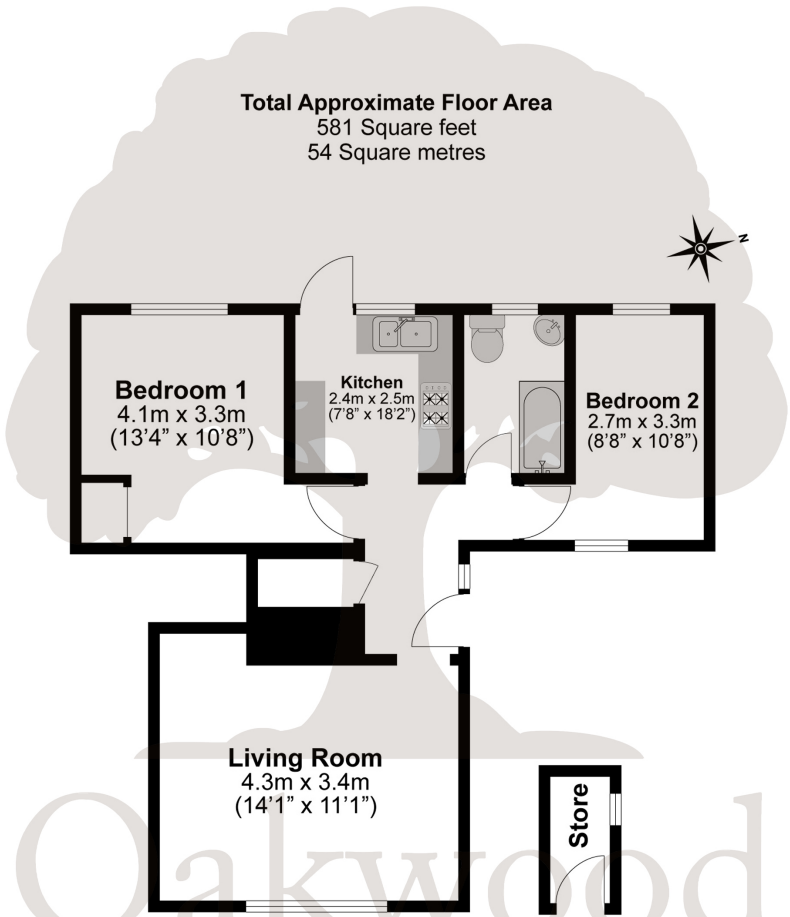 Total Approximate Floor Area
581 Square feet
54 Square metres
N
Bedroom 1
4.1m x 3.3m
(13'4" x 10'8")
Kitchen
2.4m x 2.5m
(7'8" x 18'2")
Bedroom 2
2.7m x 3.3m
(8'8" x 10'8")
Living Room
4.3m x 3.4m
(14'1" x 11'1")
Store
Oakwood